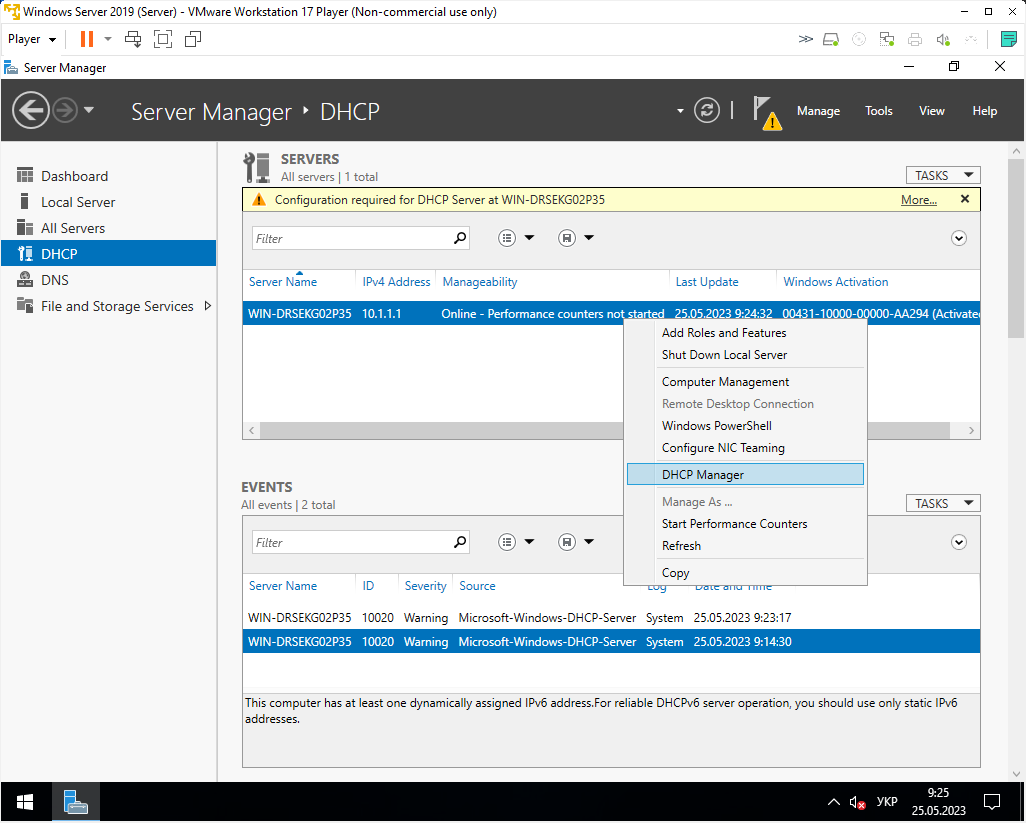 Windows Server 2019 (Server) - VMware Workstation 17 Player (Non-commercial use only)
Player
Server Manager
Server Manager ‣ DHCP
Manage Tools View Help
Dashboard
Local Server
All Servers
DHCP
DNS
File and Storage Services
SERVERS
All servers | 1 total
TASKS
Configuration required for DHCP Server at WIN-DRSEKG02P35
More...
Filter
Server Name IPv4 Address Manageability Last Update Windows Activation
WIN-DRSEKG02P35 10.1.1.1 Online - Performance counters not started 25.05.2023 9:24:32 00431-10000-00000-AA294 (Activated
Add Roles and Features
Shut Down Local Server
Computer Management
Remote Desktop Connection
Windows PowerShell
Configure NIC Teaming
DHCP Manager
Manage As ...
Start Performance Counters
Refresh
Copy
EVENTS
All events | 2 total
TASKS
Filter
Server Name ID Severity Source Log Date and Time
WIN-DRSEKG02P35 10020 Warning Microsoft-Windows-DHCP-Server System 25.05.2023 9:23:17
WIN-DRSEKG02P35 10020 Warning Microsoft-Windows-DHCP-Server System 25.05.2023 9:14:30
This computer has at least one dynamically assigned IPv6 address.For reliable DHCPv6 server operation, you should use only static IPv6
addresses.
УКР
9:25
25.05.2023